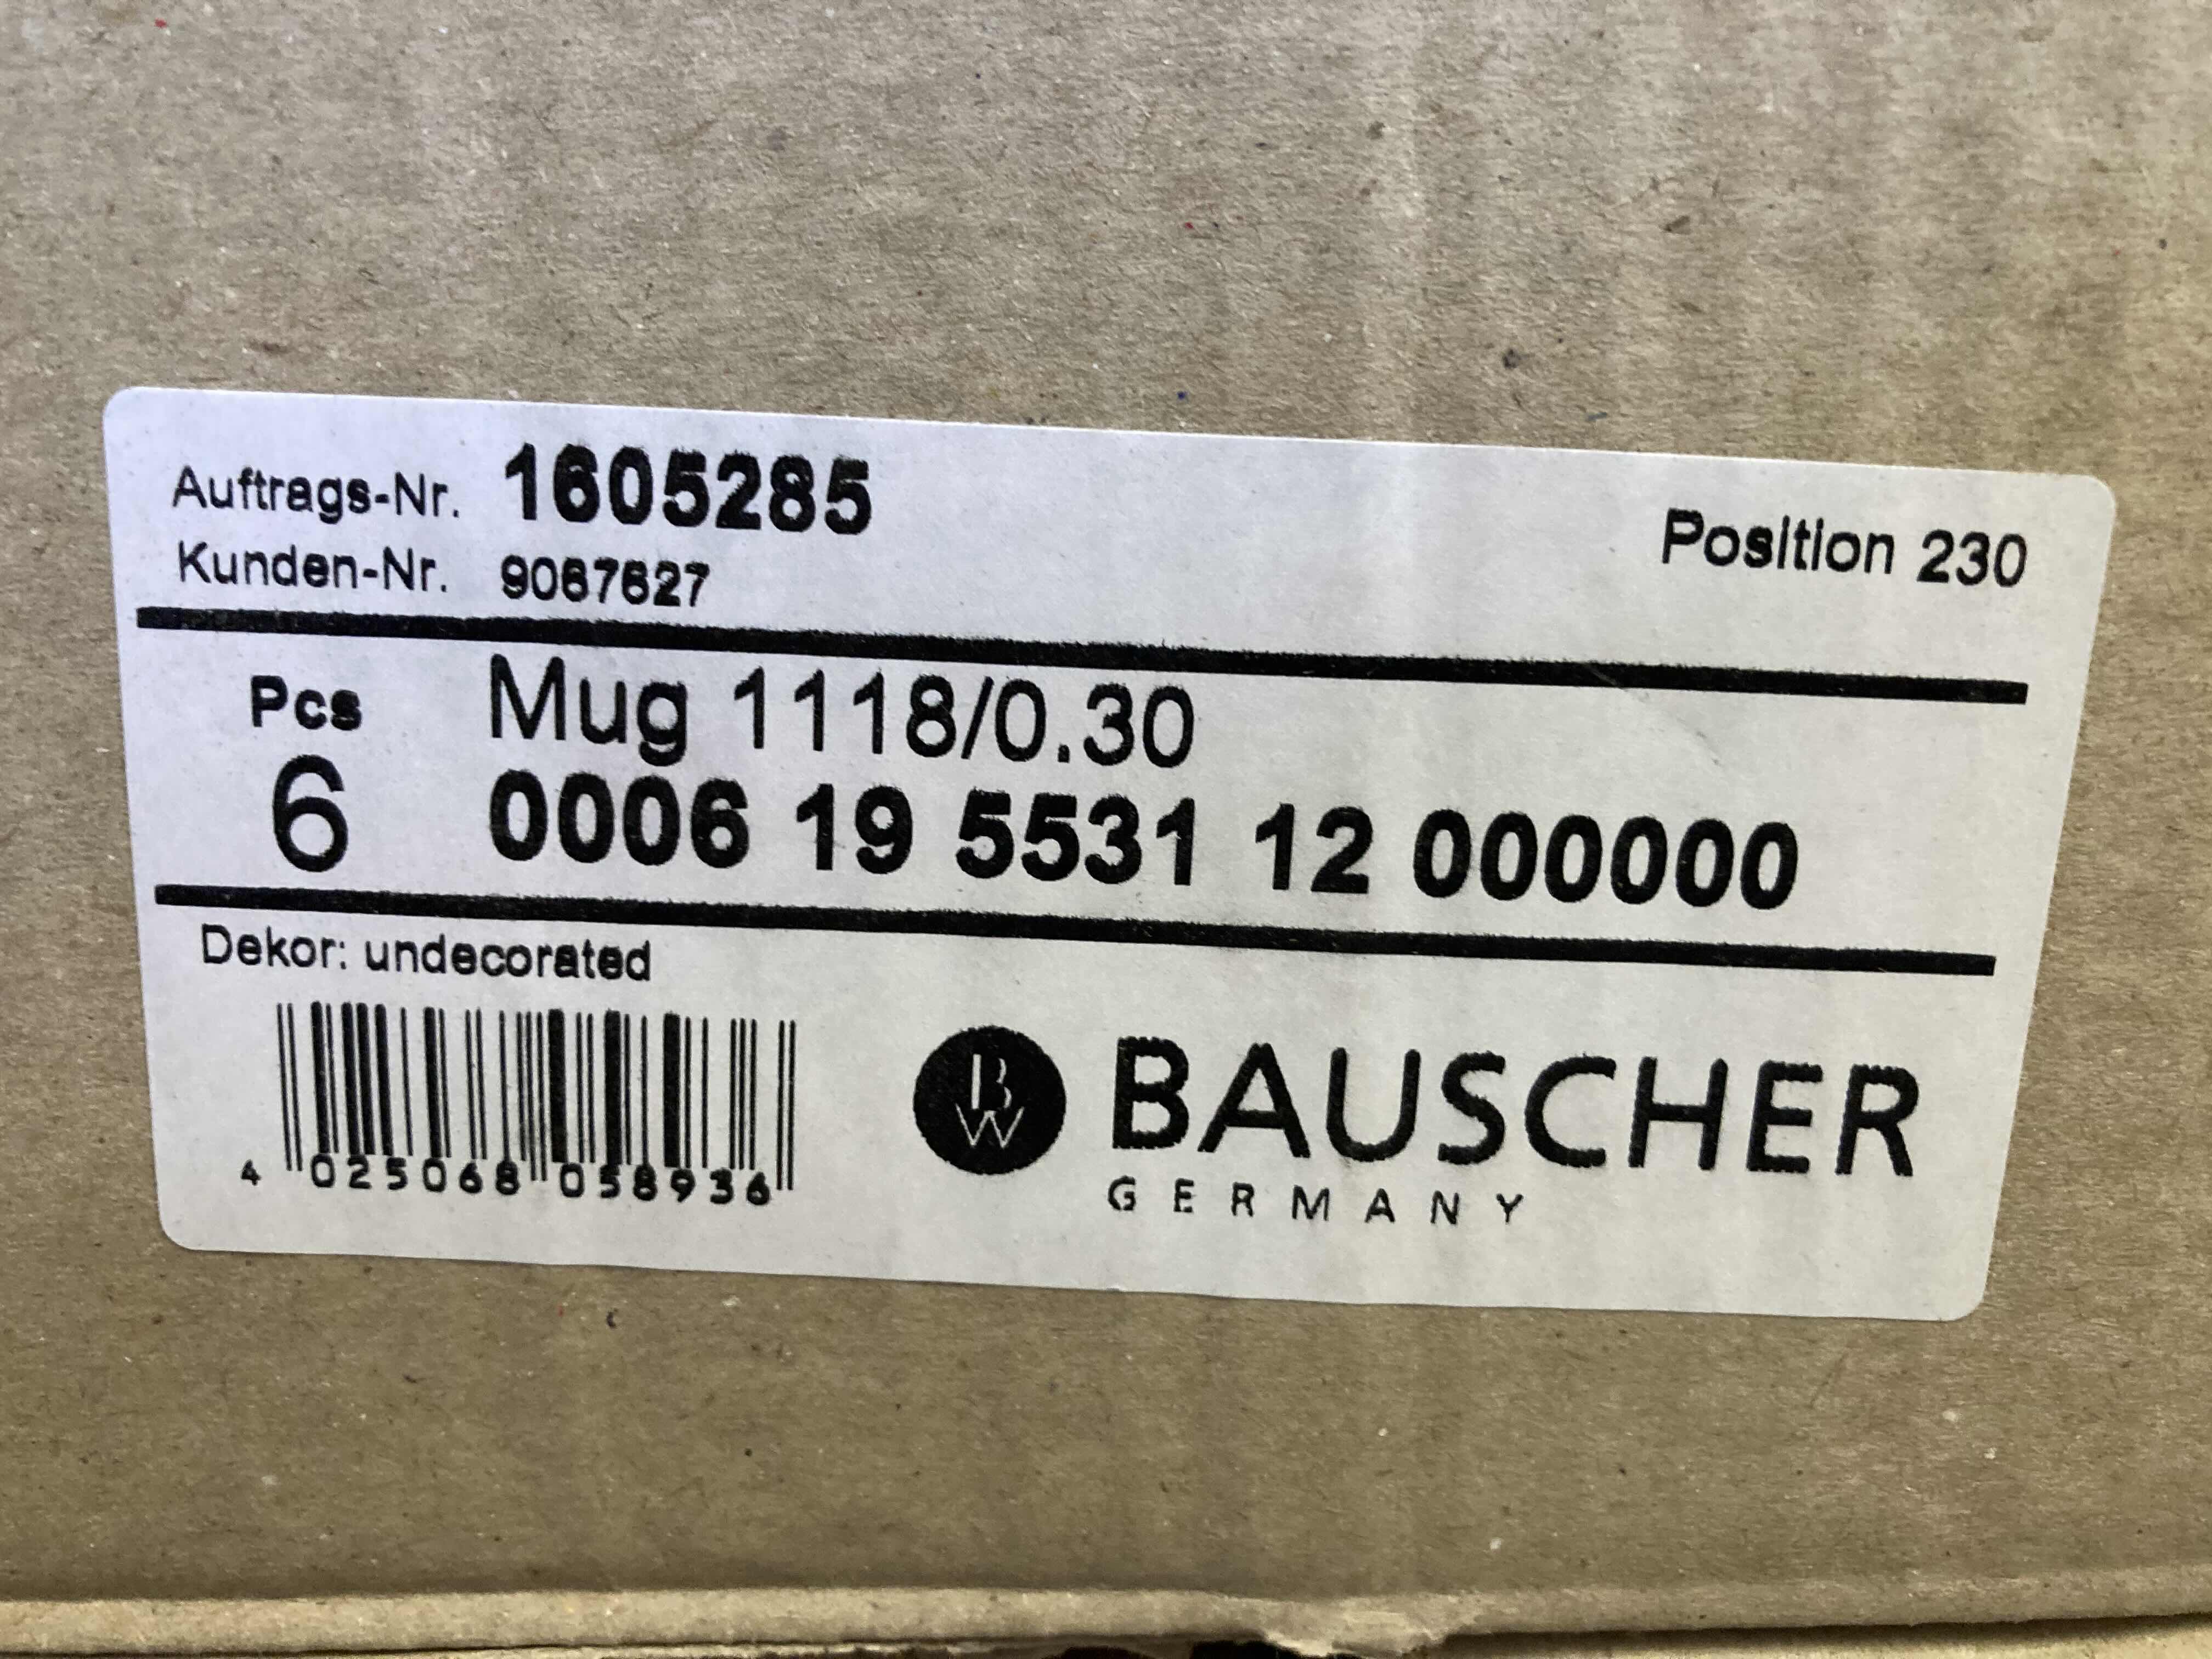 Auftrags-Nr. 1605285
Position 230
Kunden-Nr. 9067627
Pcs Mug 1118/0.30
6 0006 19 5531 12 000000
Dekor: undecorated
4 025068 058936
BW BAUSCHER
GERMANY